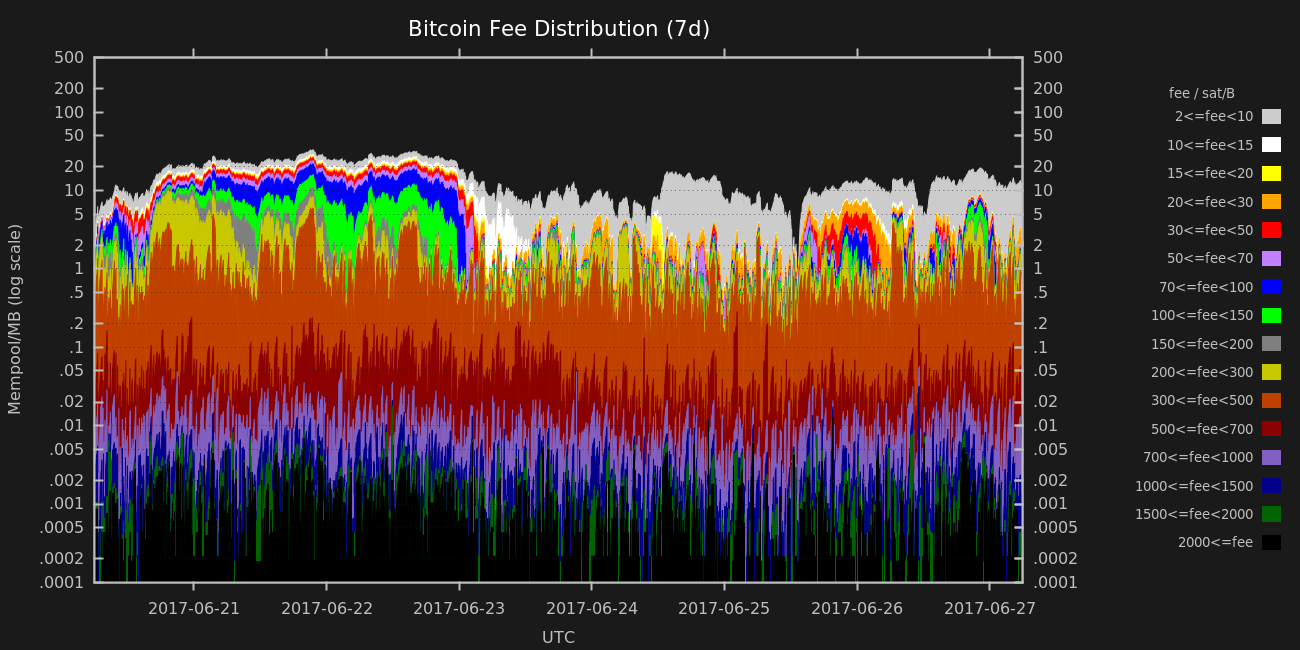 Bitcoin Fee Distribution (7d)
500
200
100
50
20
10
5
2
1
.5
.2
.1
.05
.02
.01
.005
.002
.001
.0005
.0002
.0001
Mempool/MB (log scale)
500
200
100
50
20
10
5
2
1
.5
.2
.1
.05
.02
.01
.005
.002
.001
.0005
.0002
.0001
2017-06-21 2017-06-22 2017-06-23 2017-06-24 2017-06-25 2017-06-26 2017-06-27
UTC
fee / sat/B
2<=fee<10
10<=fee<15
15<=fee<20
20<=fee<30
30<=fee<50
50<=fee<70
70<=fee<100
100<=fee<150
150<=fee<200
200<=fee<300
300<=fee<500
500<=fee<700
700<=fee<1000
1000<=fee<1500
1500<=fee<2000
2000<=fee